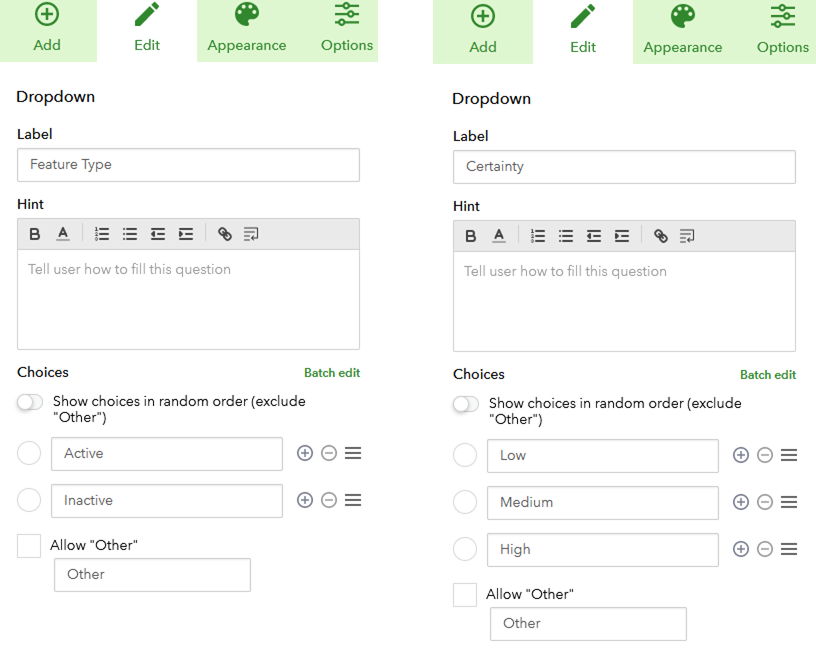 Add
Edit
Appearance
Options
Dropdown
Label
Feature Type
Hint
B A
Tell user how to fill this question
Choices
Batch edit
Show choices in random order (exclude
"Other")
Active
Inactive
Allow "Other"
Other
Add
Edit
Appearance
Options
Dropdown
Label
Certainty
Hint
B A
Tell user how to fill this question
Choices
Batch edit
Show choices in random order (exclude
"Other")
Low
Medium
High
Allow "Other"
Other